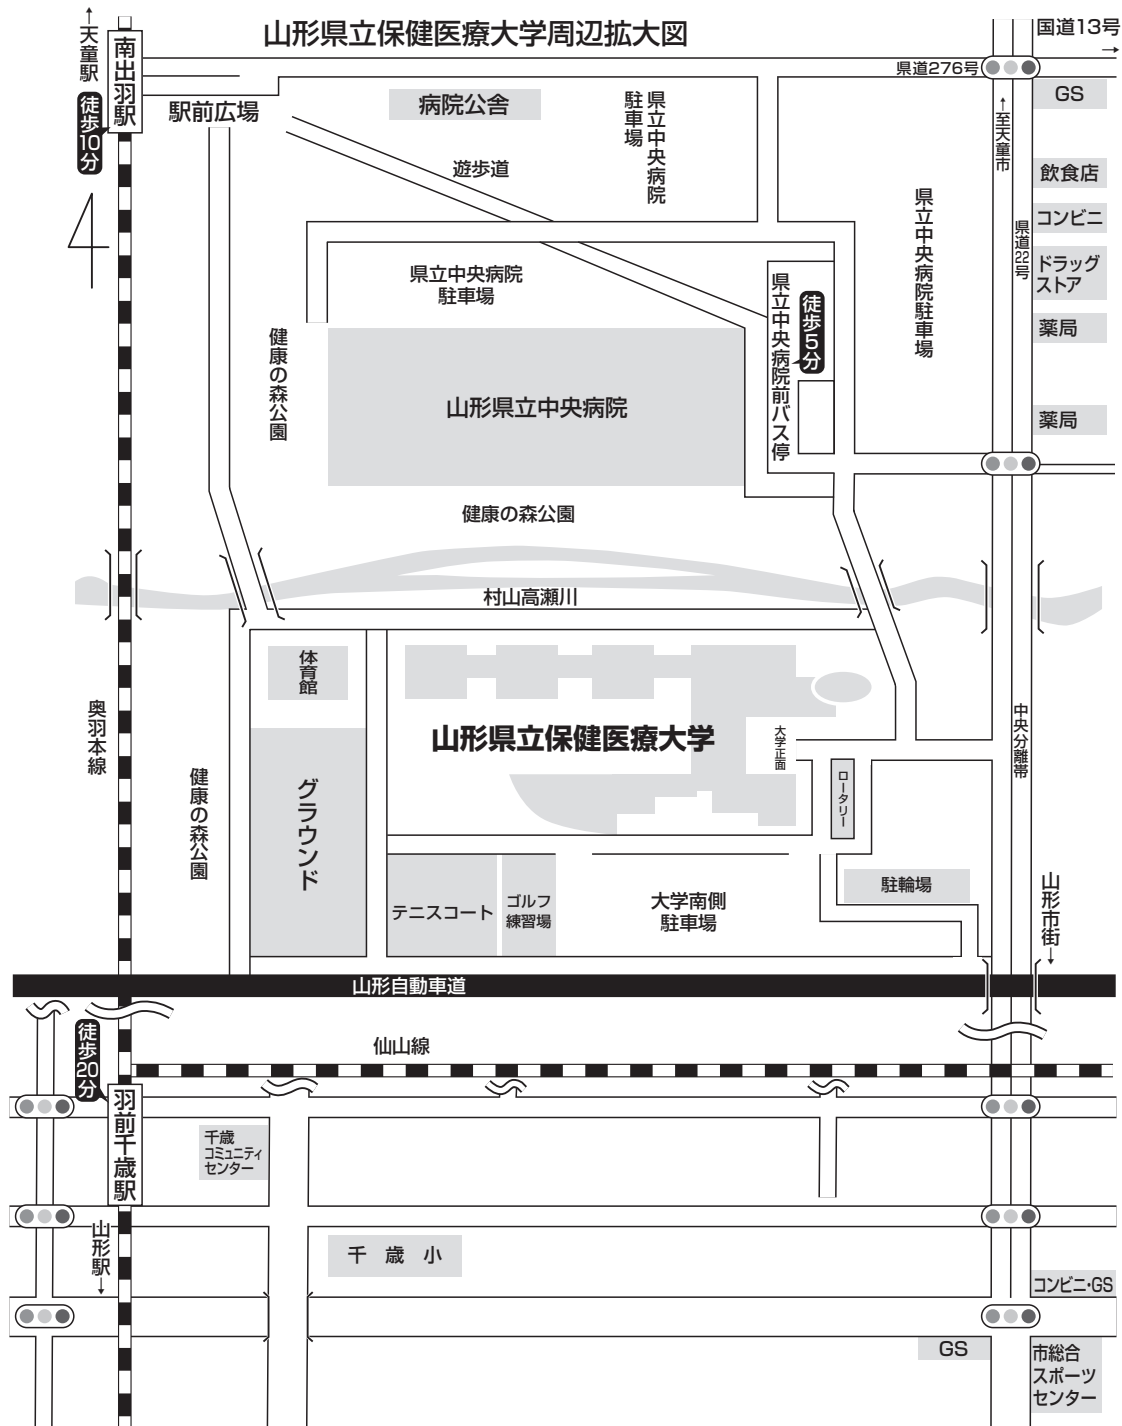 山形県立保健医療大学周辺拡大図
国道13号
→
↑天童駅
南出羽駅
徒歩10分
駅前広場
病院公舎
県立中央病院
駐車場
県道276号
GS
↑至天童市
遊歩道
飲食店
コンビニ
県道22号
ドラッグ
ストア
薬局
薬局
県立中央病院駐車場
県立中央病院
駐車場
県立中央病院前バス停
徒歩5分
健康の森公園
山形県立中央病院
健康の森公園
村山高瀬川
体育館
奥羽本線
山形県立保健医療大学
大学正面
中央分離帯
ロータリー
健康の森公園
グラウンド
テニスコート
ゴルフ
練習場
大学南側
駐車場
駐輪場
山形市街↓
山形自動車道
仙山線
徒歩20分
羽前千歳駅
千歳
コミュニティ
センター
山形駅↓
千歳小
コンビニ・GS
GS
市総合
スポーツ
センター